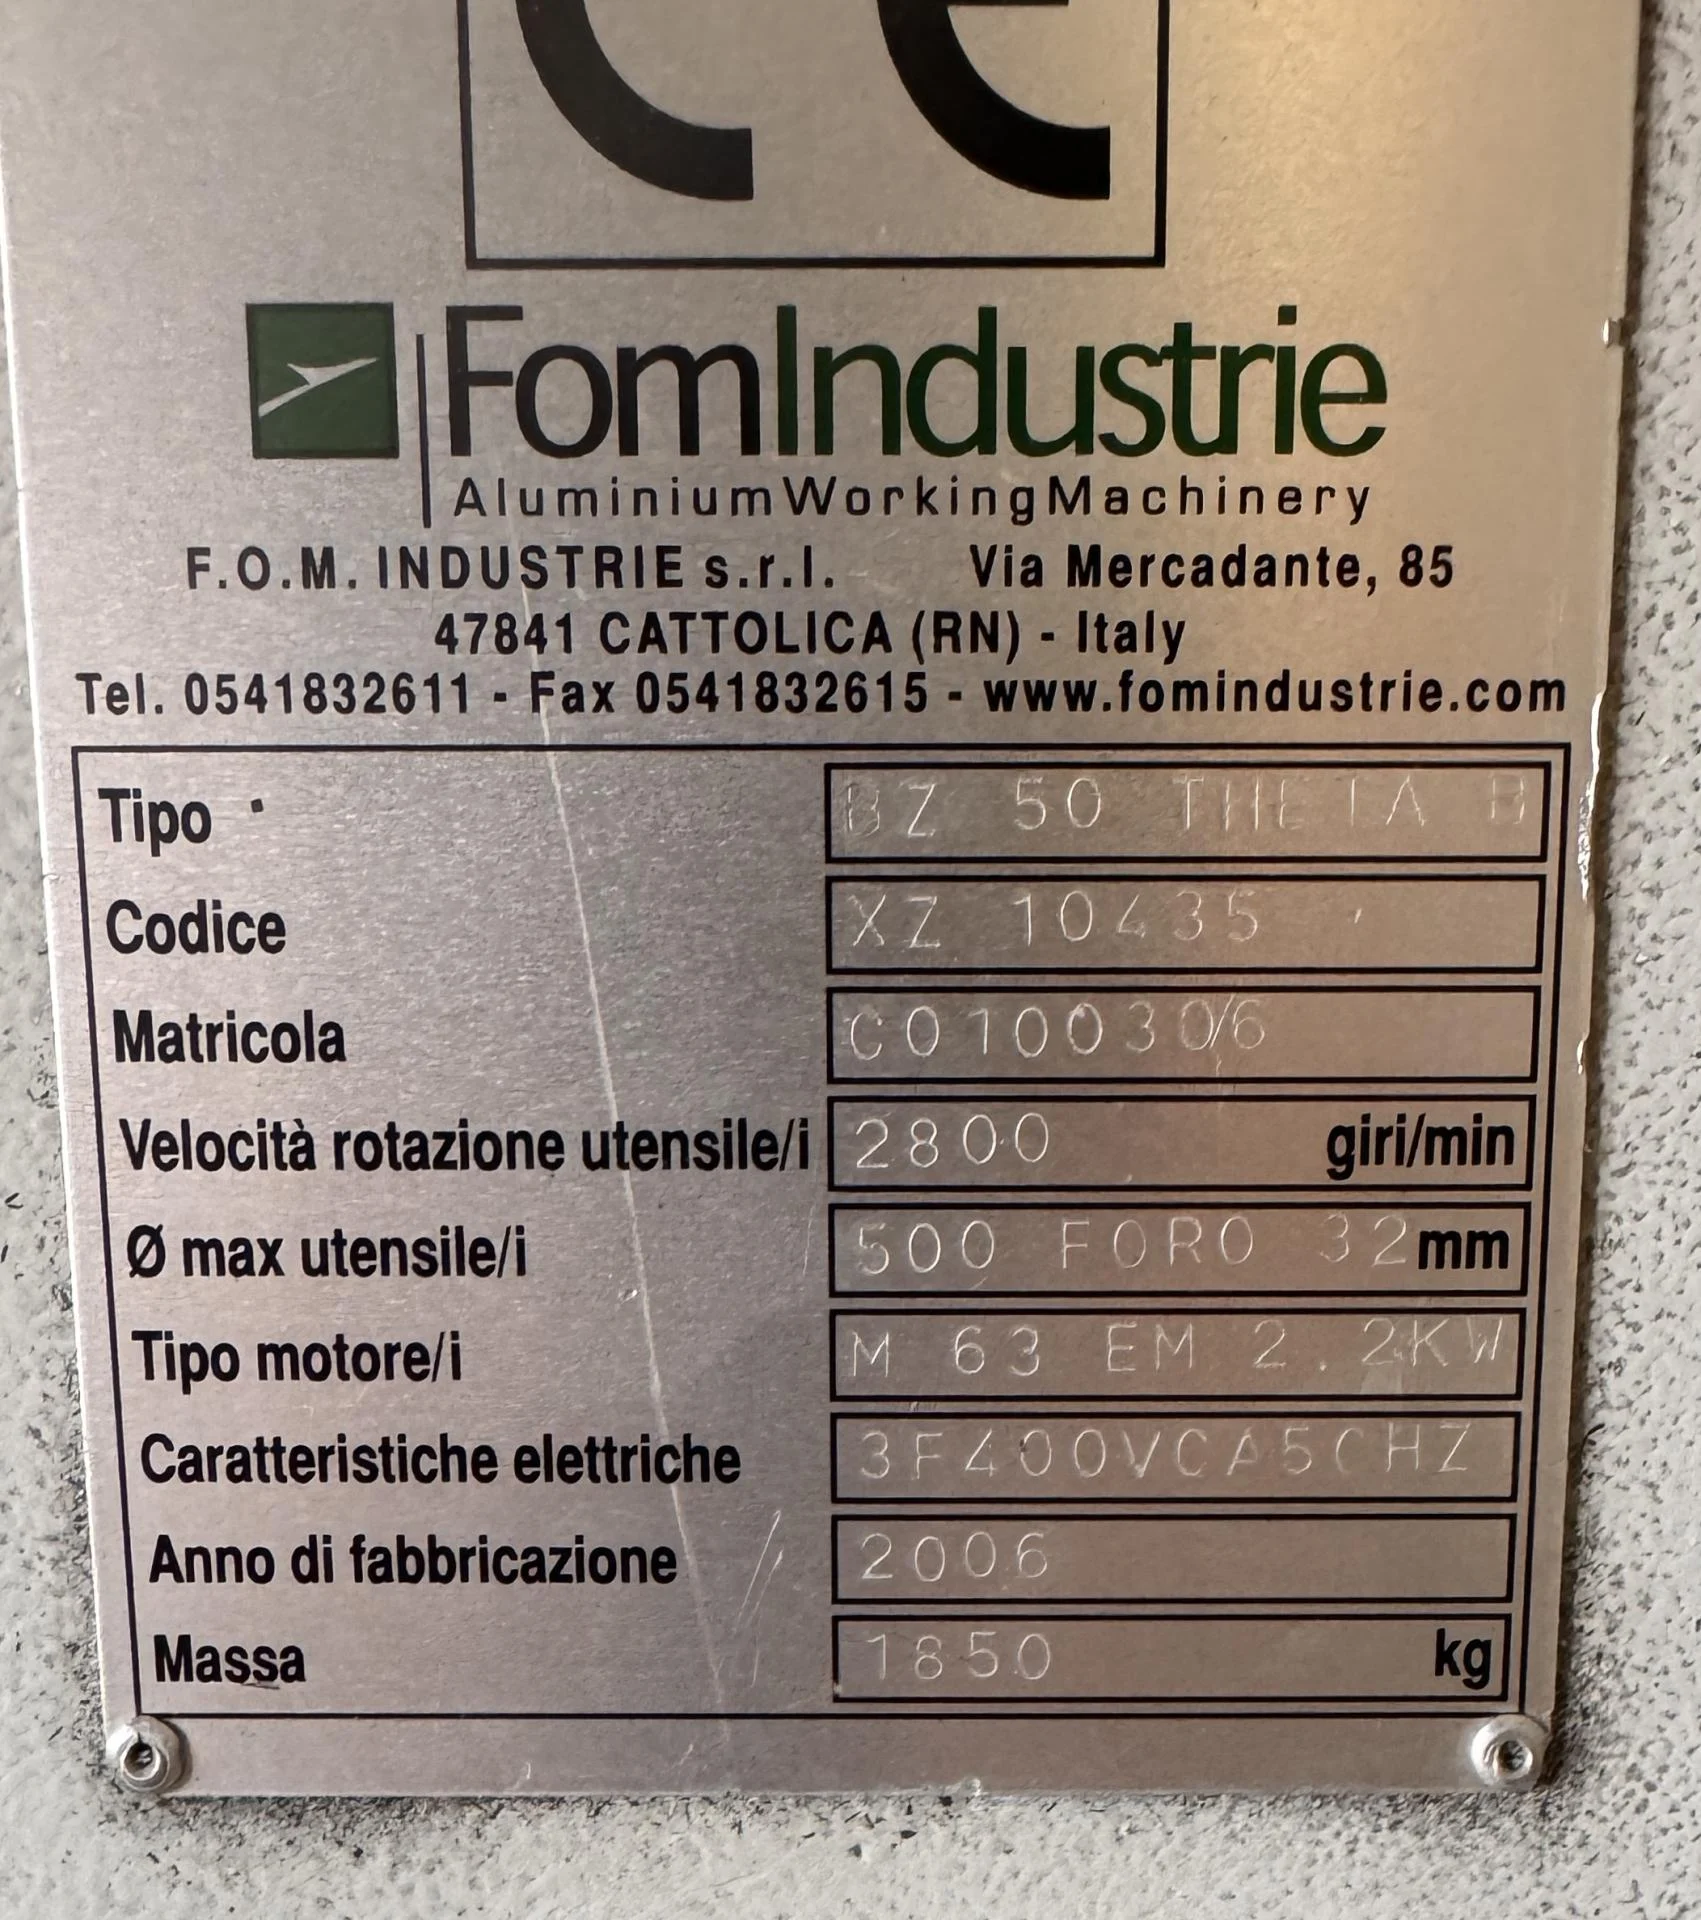 CE
FomIndustrie
AluminiumWorkingMachinery
F.O.M. INDUSTRIE s.r.l. Via Mercadante, 85
47841 CATTOLICA (RN) - Italy
Tel. 0541832611 - Fax 0541832615 - www.fomindustrie.com
Tipo BZ 50 THETA B
Codice XZ 10435
Matricola C010030/6
Velocità rotazione utensile/i 2800 giri/min
Ø max utensile/i 500 FORO 32 mm
Tipo motore/i M 63 EM 2.2KW
Caratteristiche elettriche 3F400VCA50HZ
Anno di fabbricazione 2006
Massa 1850 kg